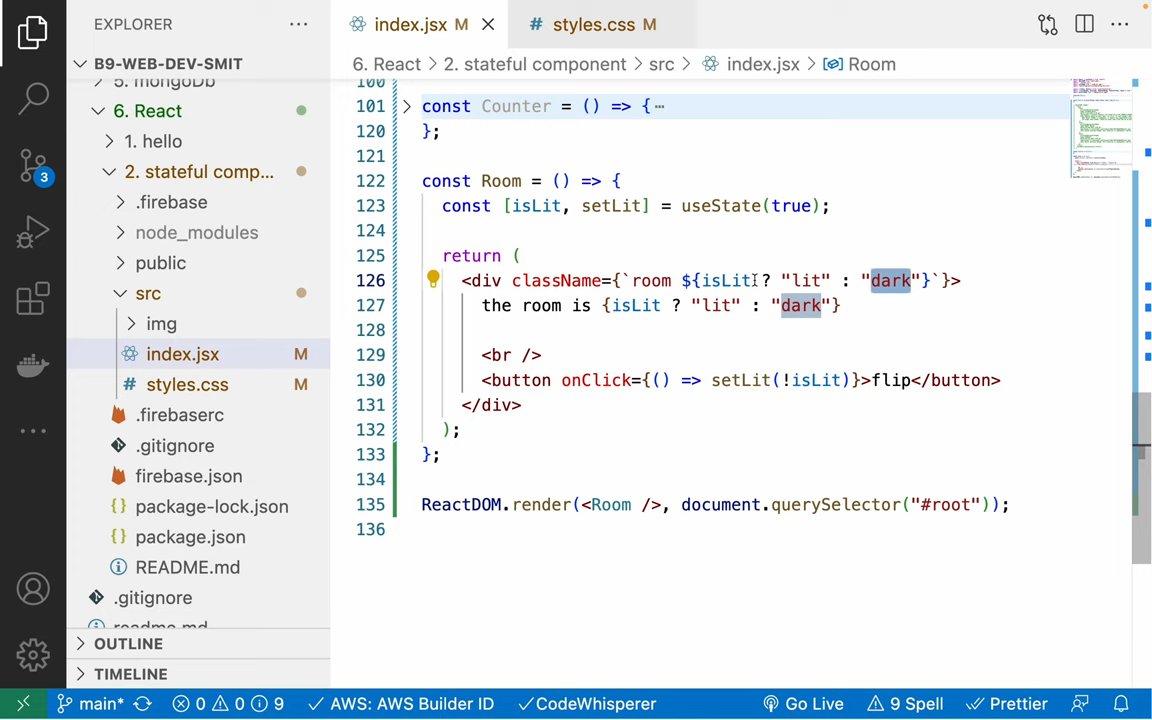 EXPLORER
index.jsx M
# styles.css M
B9-WEB-DEV-SMIT
6. React > 2. stateful component > src > index.jsx > Room
5. mongoDb
6. React
1. hello
2. stateful comp...
.firebase
node_modules
public
src
img
index.jsx M
# styles.css M
.firebaserc
.gitignore
firebase.json
package-lock.json
package.json
README.md
.gitignore
readme.md
OUTLINE
TIMELINE
3
100
101 const Counter = () => {…
120 };
121
122 const Room = () => {
123 const [isLit, setLit] = useState(true);
124
125 return (
126 <div className={`room ${isLit ? "lit" : "dark"}`}>
127 the room is {isLit ? "lit" : "dark"}
128
129 <br />
130 <button onClick={() => setLit(!isLit)}>flip</button>
131 </div>
132 );
133 };
134
135 ReactDOM.render(<Room />, document.querySelector("#root"));
136
main* 0 0 9 AWS: AWS Builder ID CodeWhisperer Go Live 9 Spell Prettier